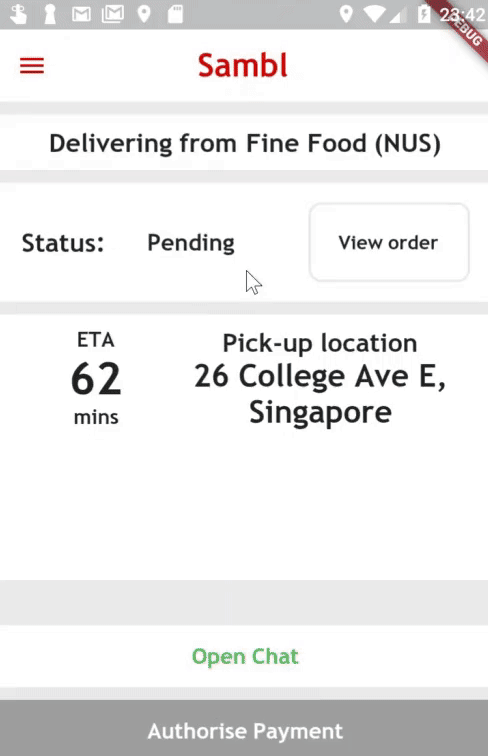 23:42
DEBUG
Sambl
Delivering from Fine Food (NUS)
Status: Pending View order
ETA
62
mins
Pick-up location
26 College Ave E,
Singapore
Open Chat
Authorise Payment